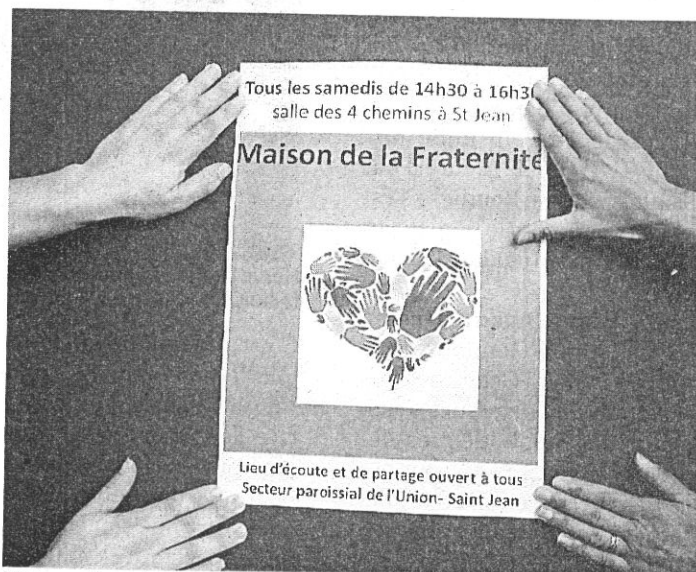 Tous les samedis de 14h30 à 16h30
salle des 4 chemins à St Jean
Maison de la Fraternité
Lieu d'écoute et de partage ouvert à tous
Secteur paroissial de l'Union- Saint Jean